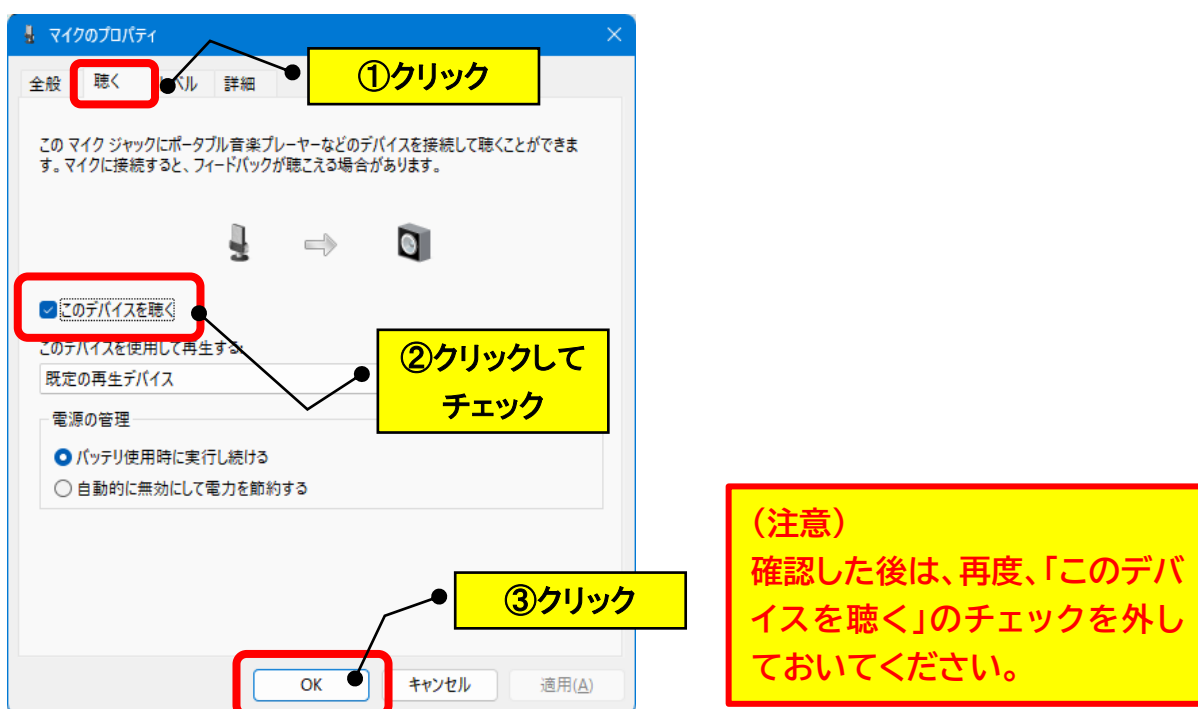 マイクのプロパティ
①クリック
全般 聴く ベル 詳細
この マイク ジャックにポータブル音楽プレーヤーなどのデバイスを接続して聴くことができま
す。マイクに接続すると、フィードバックが聴こえる場合があります。
このデバイスを聴く
このデバイスを使用して再生する:
既定の再生デバイス
②クリックして
チェック
電源の管理
バッテリ使用時に実行し続ける
自動的に無効にして電力を節約する
③クリック
OK キャンセル 適用(A)
(注意)
確認した後は、再度、「このデバ
イスを聴く」のチェックを外し
ておいてください。